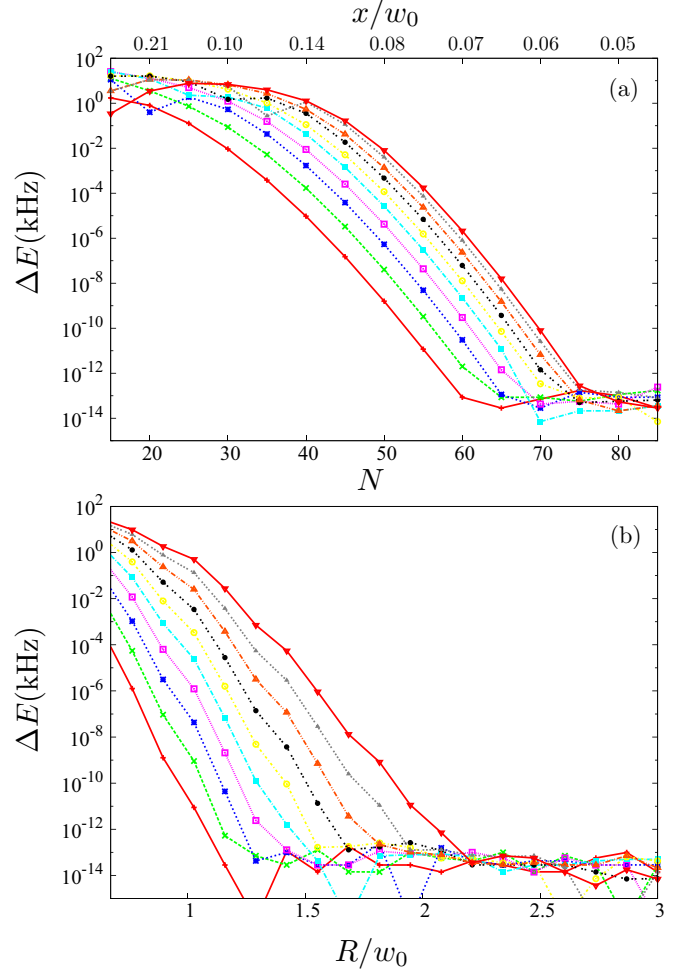 x/w₀
0.21 0.10 0.14 0.08 0.07 0.06 0.05
(a)
10² 
10⁰
10⁻²
10⁻⁴
10⁻⁶
10⁻⁸
10⁻¹⁰
10⁻¹²
10⁻¹⁴
ΔE(kHz)
20 30 40 50 60 70 80
N
(b)
10²
10⁰
10⁻²
10⁻⁴
10⁻⁶
10⁻⁸
10⁻¹⁰
10⁻¹²
10⁻¹⁴
ΔE(kHz)
1 1.5 2 2.5 3
R/w₀